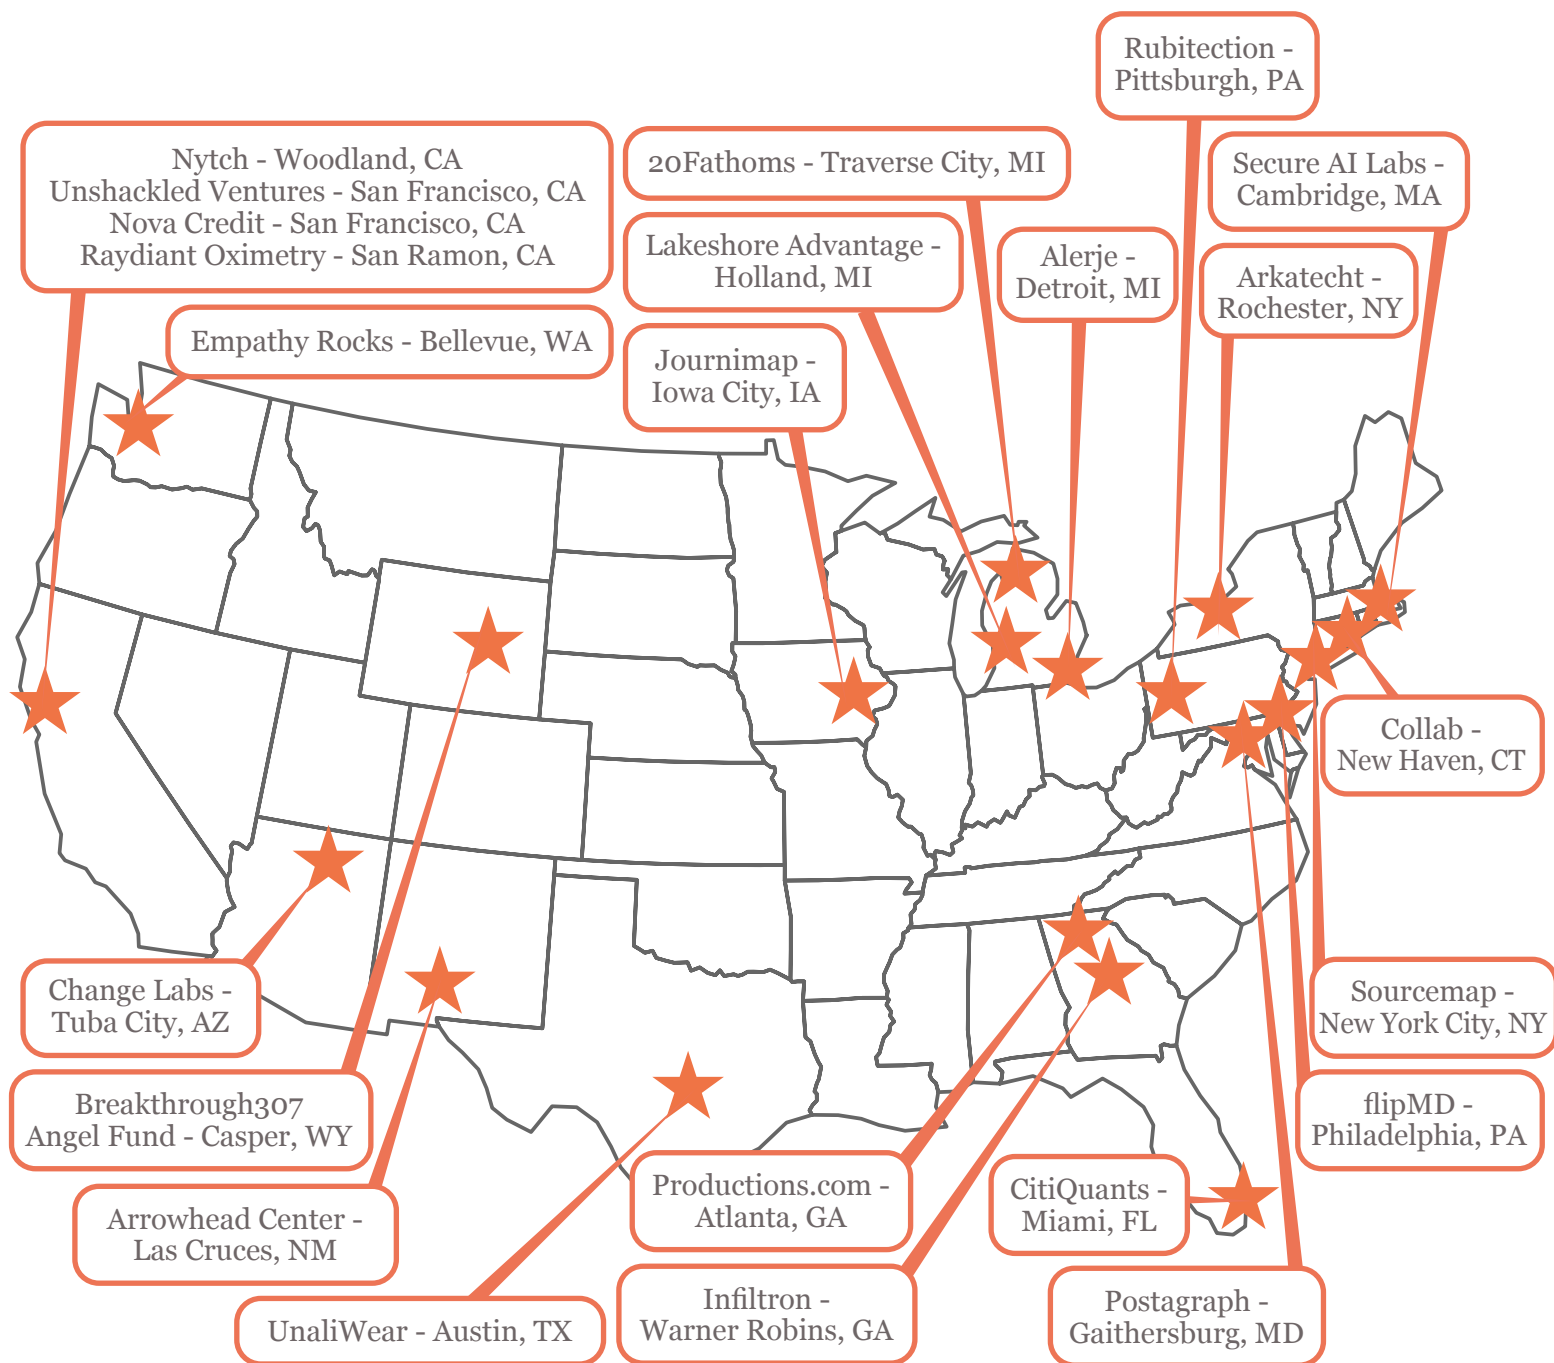 Rubitection -
Pittsburgh, PA
Nytch - Woodland, CA
Unshackled Ventures - San Francisco, CA
Nova Credit - San Francisco, CA
Raydiant Oximetry - San Ramon, CA
20Fathoms - Traverse City, MI
Secure AI Labs -
Cambridge, MA
Lakeshore Advantage -
Holland, MI
Alerje -
Detroit, MI
Arkatecht -
Rochester, NY
Empathy Rocks - Bellevue, WA
Journimap -
Iowa City, IA
Collab -
New Haven, CT
Change Labs -
Tuba City, AZ
Sourcemap -
New York City, NY
Breakthrough307
Angel Fund - Casper, WY
flipMD -
Philadelphia, PA
Productions.com -
Atlanta, GA
CitiQuants -
Miami, FL
Arrowhead Center -
Las Cruces, NM
Infiltron -
Warner Robins, GA
Postagraph -
Gaithersburg, MD
UnaliWear - Austin, TX